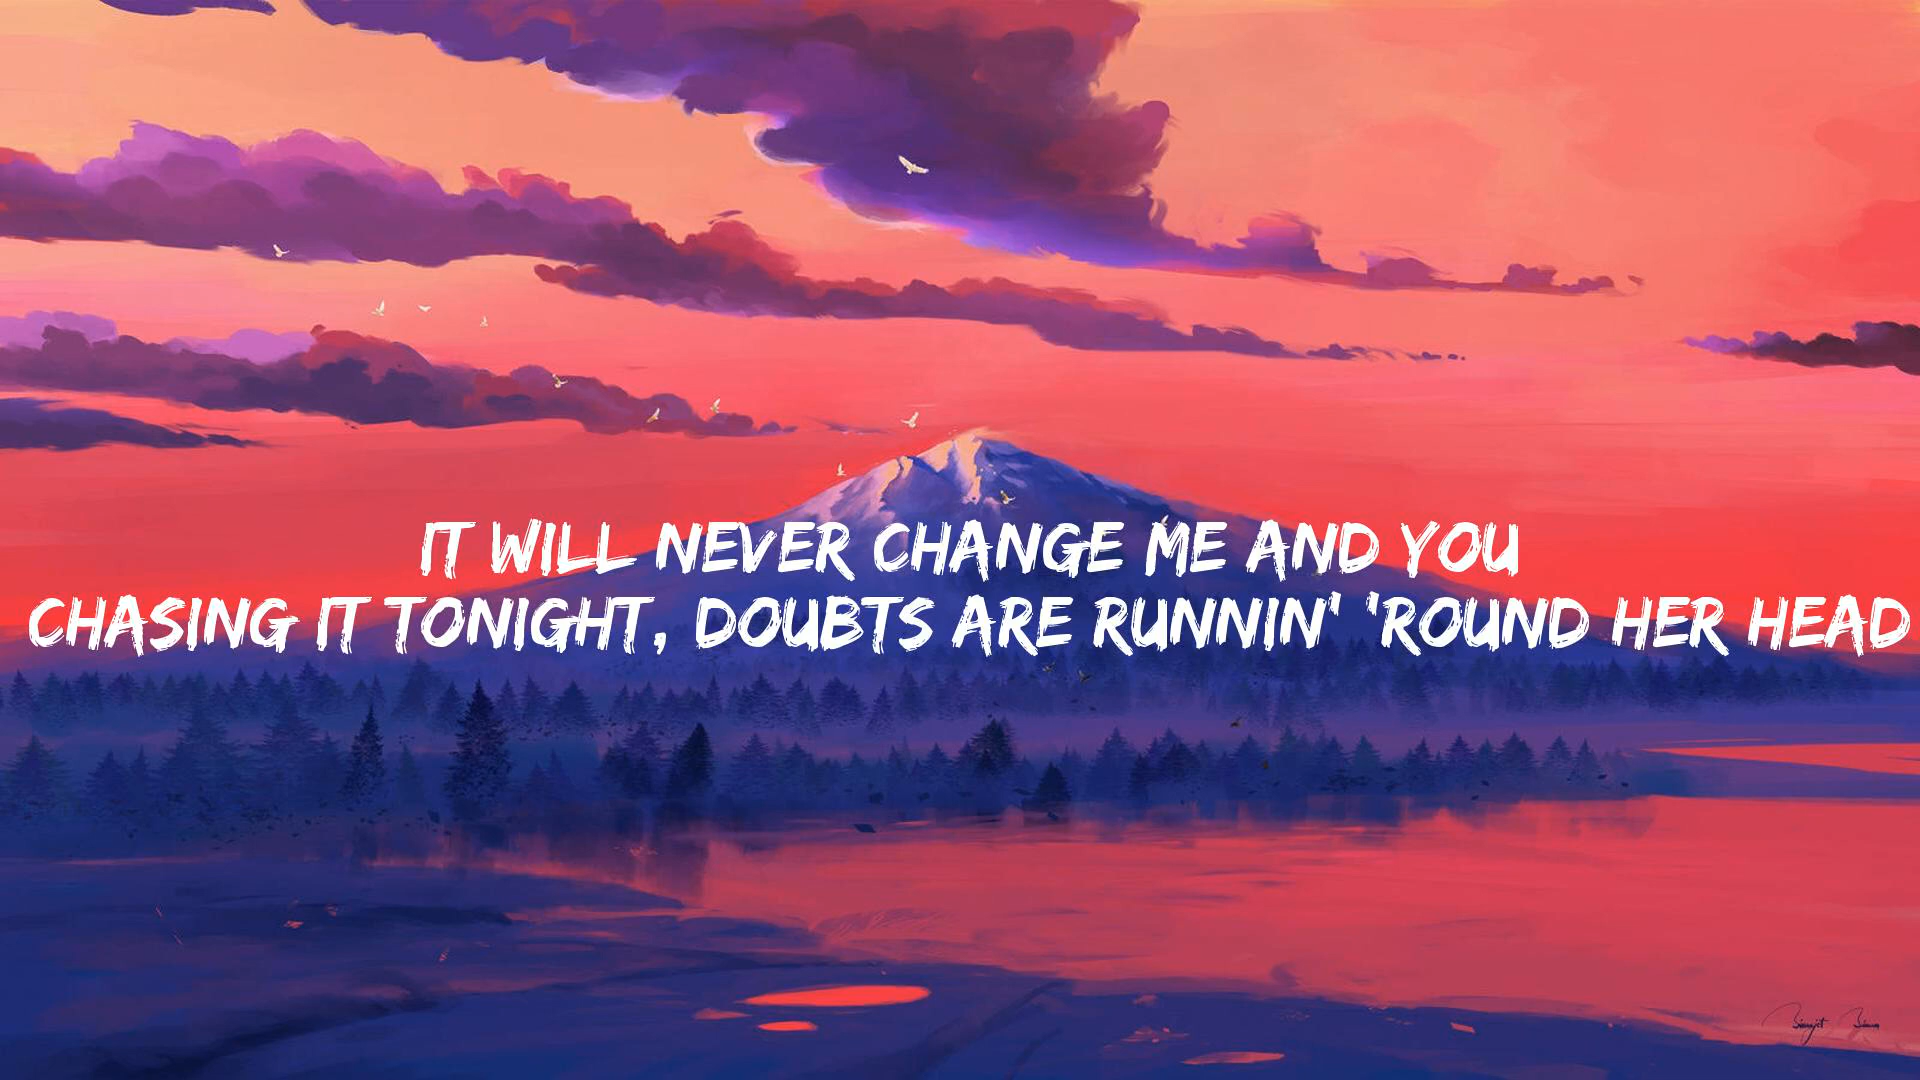 IT WILL NEVER CHANGE ME AND YOU
CHASING IT TONIGHT, DOUBTS ARE RUNNIN' 'ROUND HER HEAD